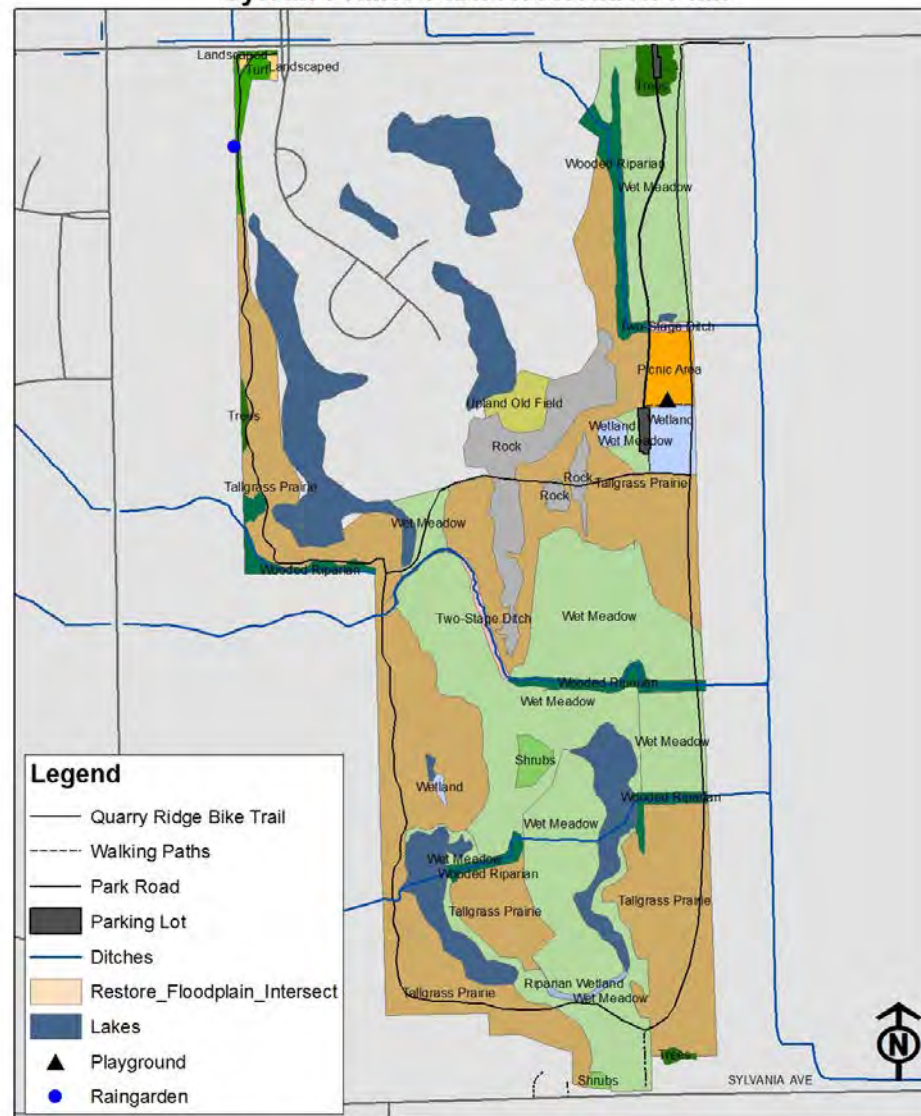 Landscaped
Landscaped
Turf
Trees
Wooded Riparian
Wet Meadow
Two-Stage Ditch
Picnic Area
Upland Old Field
Wetland
Wetland
Wet Meadow
Trees
Rock
Rock
Rock
Tallgrass Prairie
Tallgrass Prairie
Wet Meadow
Wooded Riparian
Two-Stage Ditch
Wet Meadow
Wooded Riparian
Wet Meadow
Wet Meadow
Shrubs
Wetland
Wooded Riparian
Wet Meadow
Wet Meadow
Wooded Riparian
Tallgrass Prairie
Tallgrass Prairie
Riparian Wetland
Tallgrass Prairie
Wet Meadow
Trees
Shrubs
SYLVANIA AVE
N
Legend
Quarry Ridge Bike Trail
Walking Paths
Park Road
Parking Lot
Ditches
Restore_Floodplain_Intersect
Lakes
Playground
Raingarden